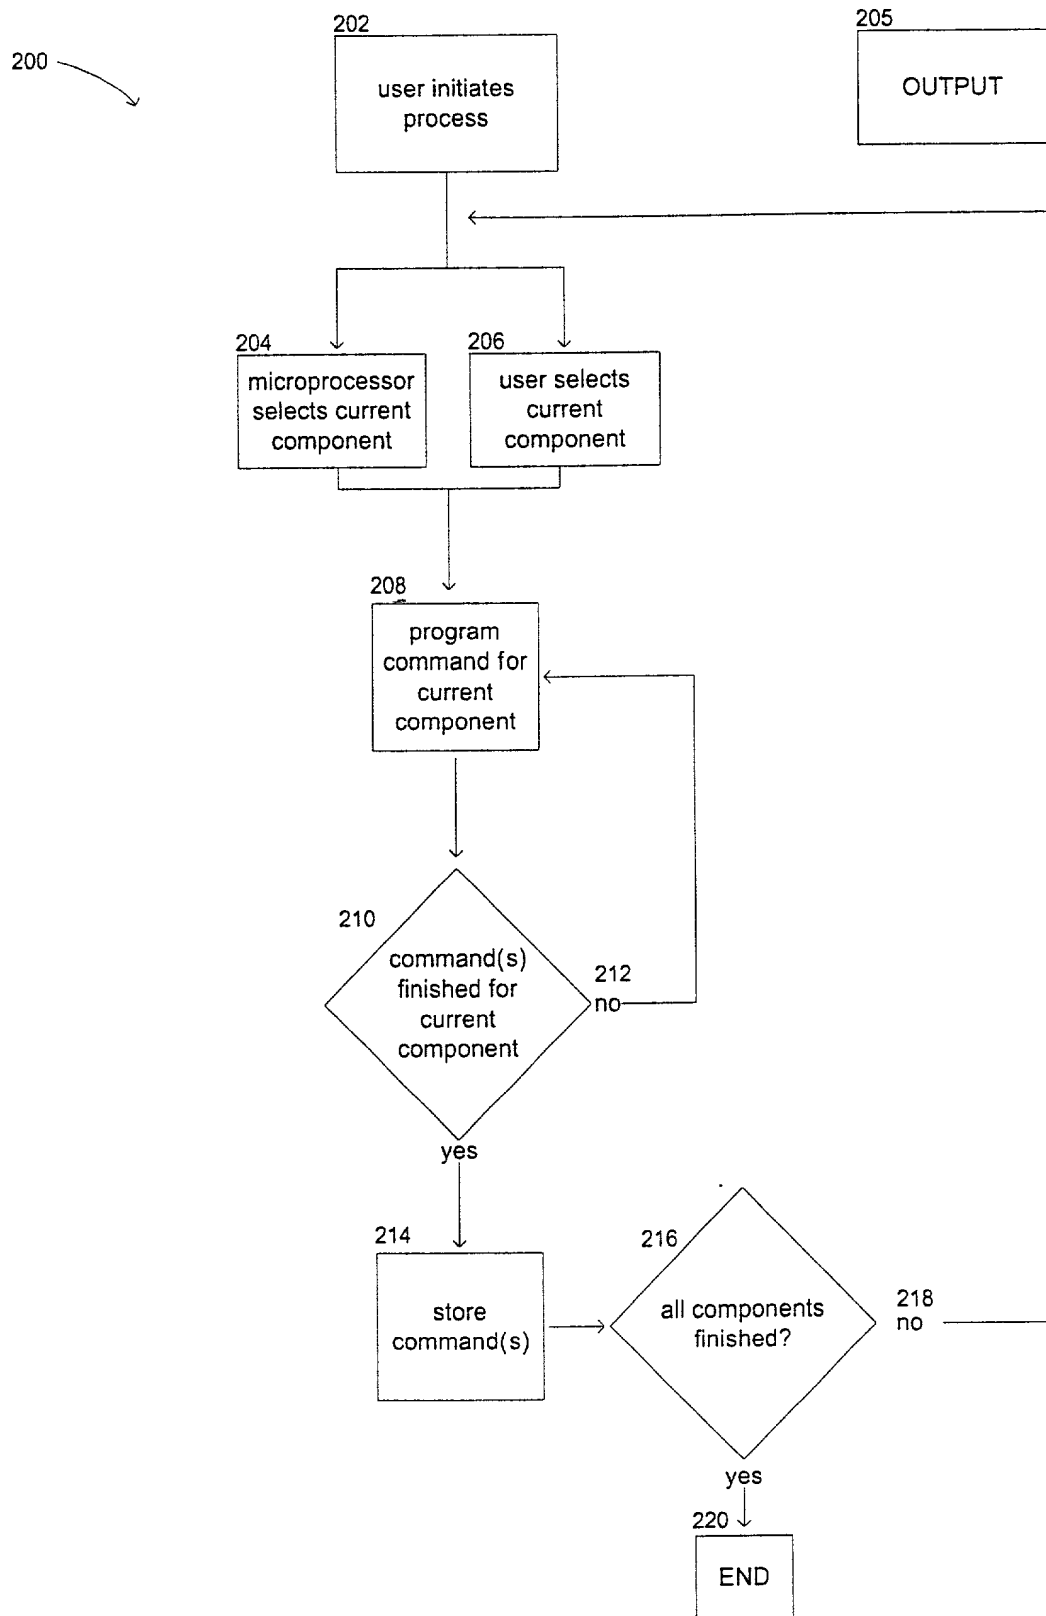 202
205
200
user initiates
process
OUTPUT
204
206
microprocessor
selects current
component
user selects
current
component
208
program
command for
current
component
210
command(s)
finished for
current
component
212
no
yes
214
store
command(s)
216
all components
finished?
218
no
yes
220
END